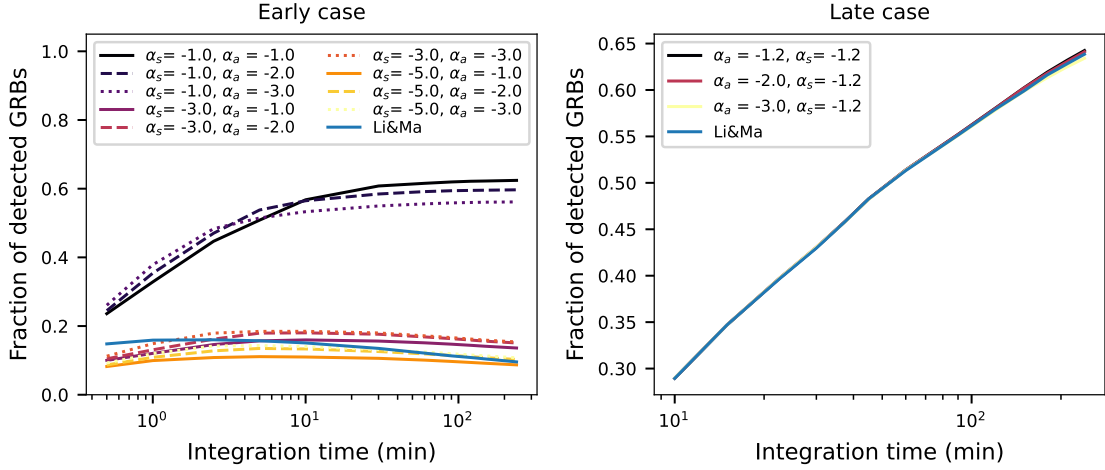 Early case
Fraction of detected GRBs
1.0
0.8
0.6
0.4
0.2
0.0
αs= -1.0, αa = -1.0
αs= -1.0, αa = -2.0
αs= -1.0, αa = -3.0
αs= -3.0, αa = -1.0
αs= -3.0, αa = -2.0
αs= -3.0, αa = -3.0
αs= -5.0, αa = -1.0
αs= -5.0, αa = -2.0
αs= -5.0, αa = -3.0
Li&Ma
10⁰
10¹
10²
Integration time (min)
Late case
Fraction of detected GRBs
0.65
0.60
0.55
0.50
0.45
0.40
0.35
0.30
αa = -1.2, αs= -1.2
αa = -2.0, αs= -1.2
αa = -3.0, αs= -1.2
Li&Ma
10¹
10²
Integration time (min)